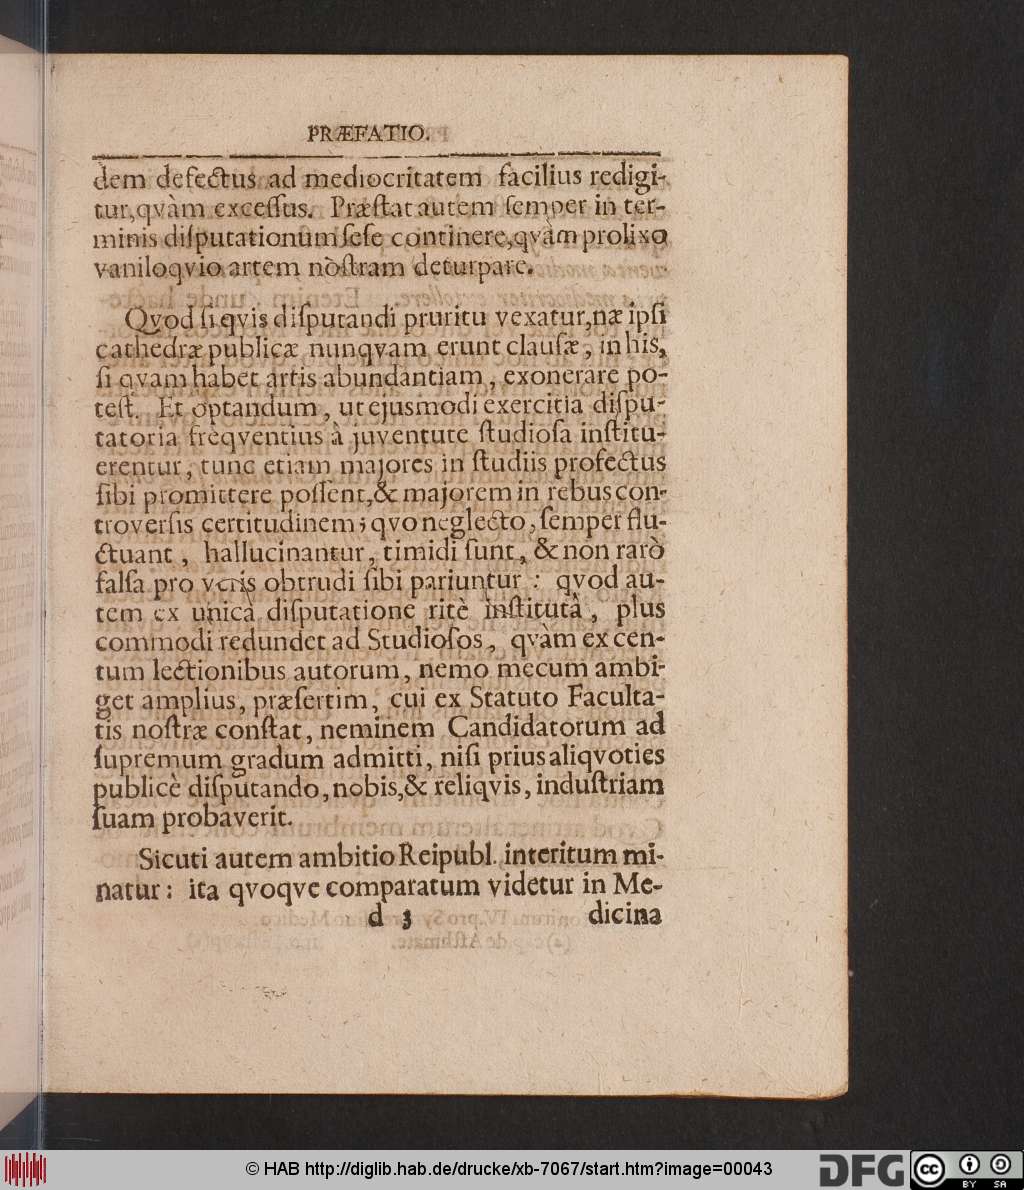 PRÆFATIO.
dem defectus ad mediocritatem facilius redigi-
tur, qvàm exceſſus. Præſtat autem ſemper in ter-
minis diſputationum ſeſe continere, qvàm prolixo
vaniloqvio artem noſtram deturpare.
Qvod ſi qvis diſputandi pruritu vexatur, næ ipſi
cathedræ publicæ nunqvam erunt clauſæ, in his,
ſi qvam habet artis abundantiam, exonerare po-
teſt. Et optandum, ut ejusmodi exercitia diſpu-
tatoria freqventius à juventute ſtudioſa inſtitu-
erentur, tunc etiam majores in ſtudiis profectus
ſibi promittere poſſent, & majorem in rebus con-
troverſis certitudinem; qvo neglecto, ſemper flu-
ctuant, hallucinantur, timidi ſunt, & non rarò
falſa pro veris obtrudi ſibi pariuntur: qvod au-
tem ex unicâ diſputatione ritè inſtitutâ, plus
commodi redundet ad Studioſos, qvàm ex cen-
tum lectionibus autorum, nemo mecum ambi-
get amplius, præſertim, cui ex Statuto Faculta-
tis noſtræ conſtat, neminem Candidatorum ad
ſupremum gradum admitti, niſi prius aliqvoties
publicè diſputando, nobis, & reliqvis, induſtriam
ſuam probaverit.
Sicuti autem ambitio Reipubl. interitum mi-
natur: ita qvoqve comparatum videtur in Me-
d 3 dicina
© HAB http://diglib.hab.de/drucke/xb-7067/start.htm?image=00043
DFG
cc
BY SA